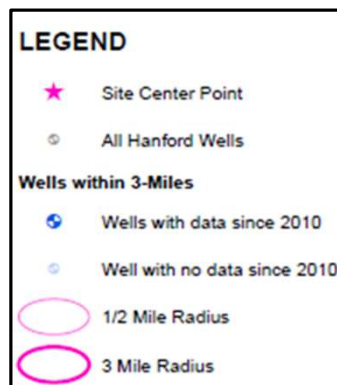 LEGEND
Site Center Point
All Hanford Wells
Wells within 3-Miles
Wells with data since 2010
Well with no data since 2010
1/2 Mile Radius
3 Mile Radius